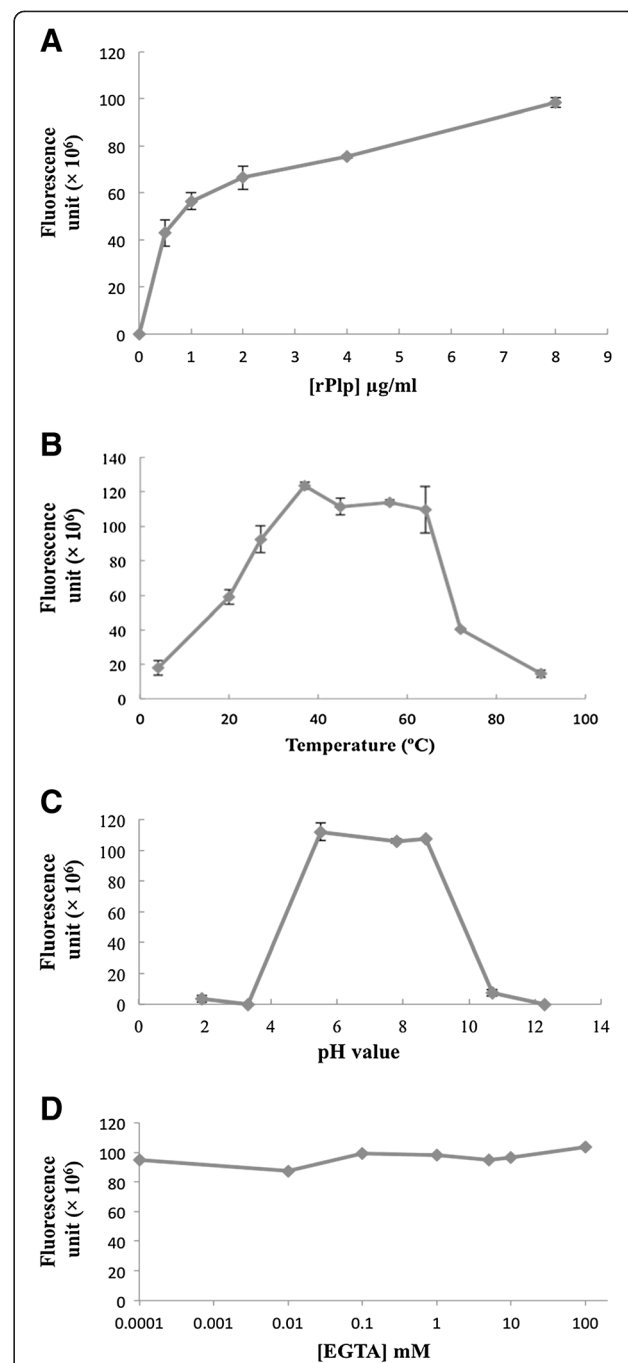 A
Fluorescence
unit (× 10⁶)
120
100
80
60
40
20
0
0 1 2 3 4 5 6 7 8 9
[rPlp] µg/ml
B
Fluorescence
unit (× 10⁶)
140
120
100
80
60
40
20
0
0 20 40 60 80 100
Temperature (ºC)
C
Fluorescence
unit (× 10⁶)
120
100
80
60
40
20
0
0 2 4 6 8 10 12 14
pH value
D
Fluorescence
unit (× 10⁶)
120
100
80
60
40
20
0
0.0001 0.001 0.01 0.1 1 10 100
[EGTA] mM